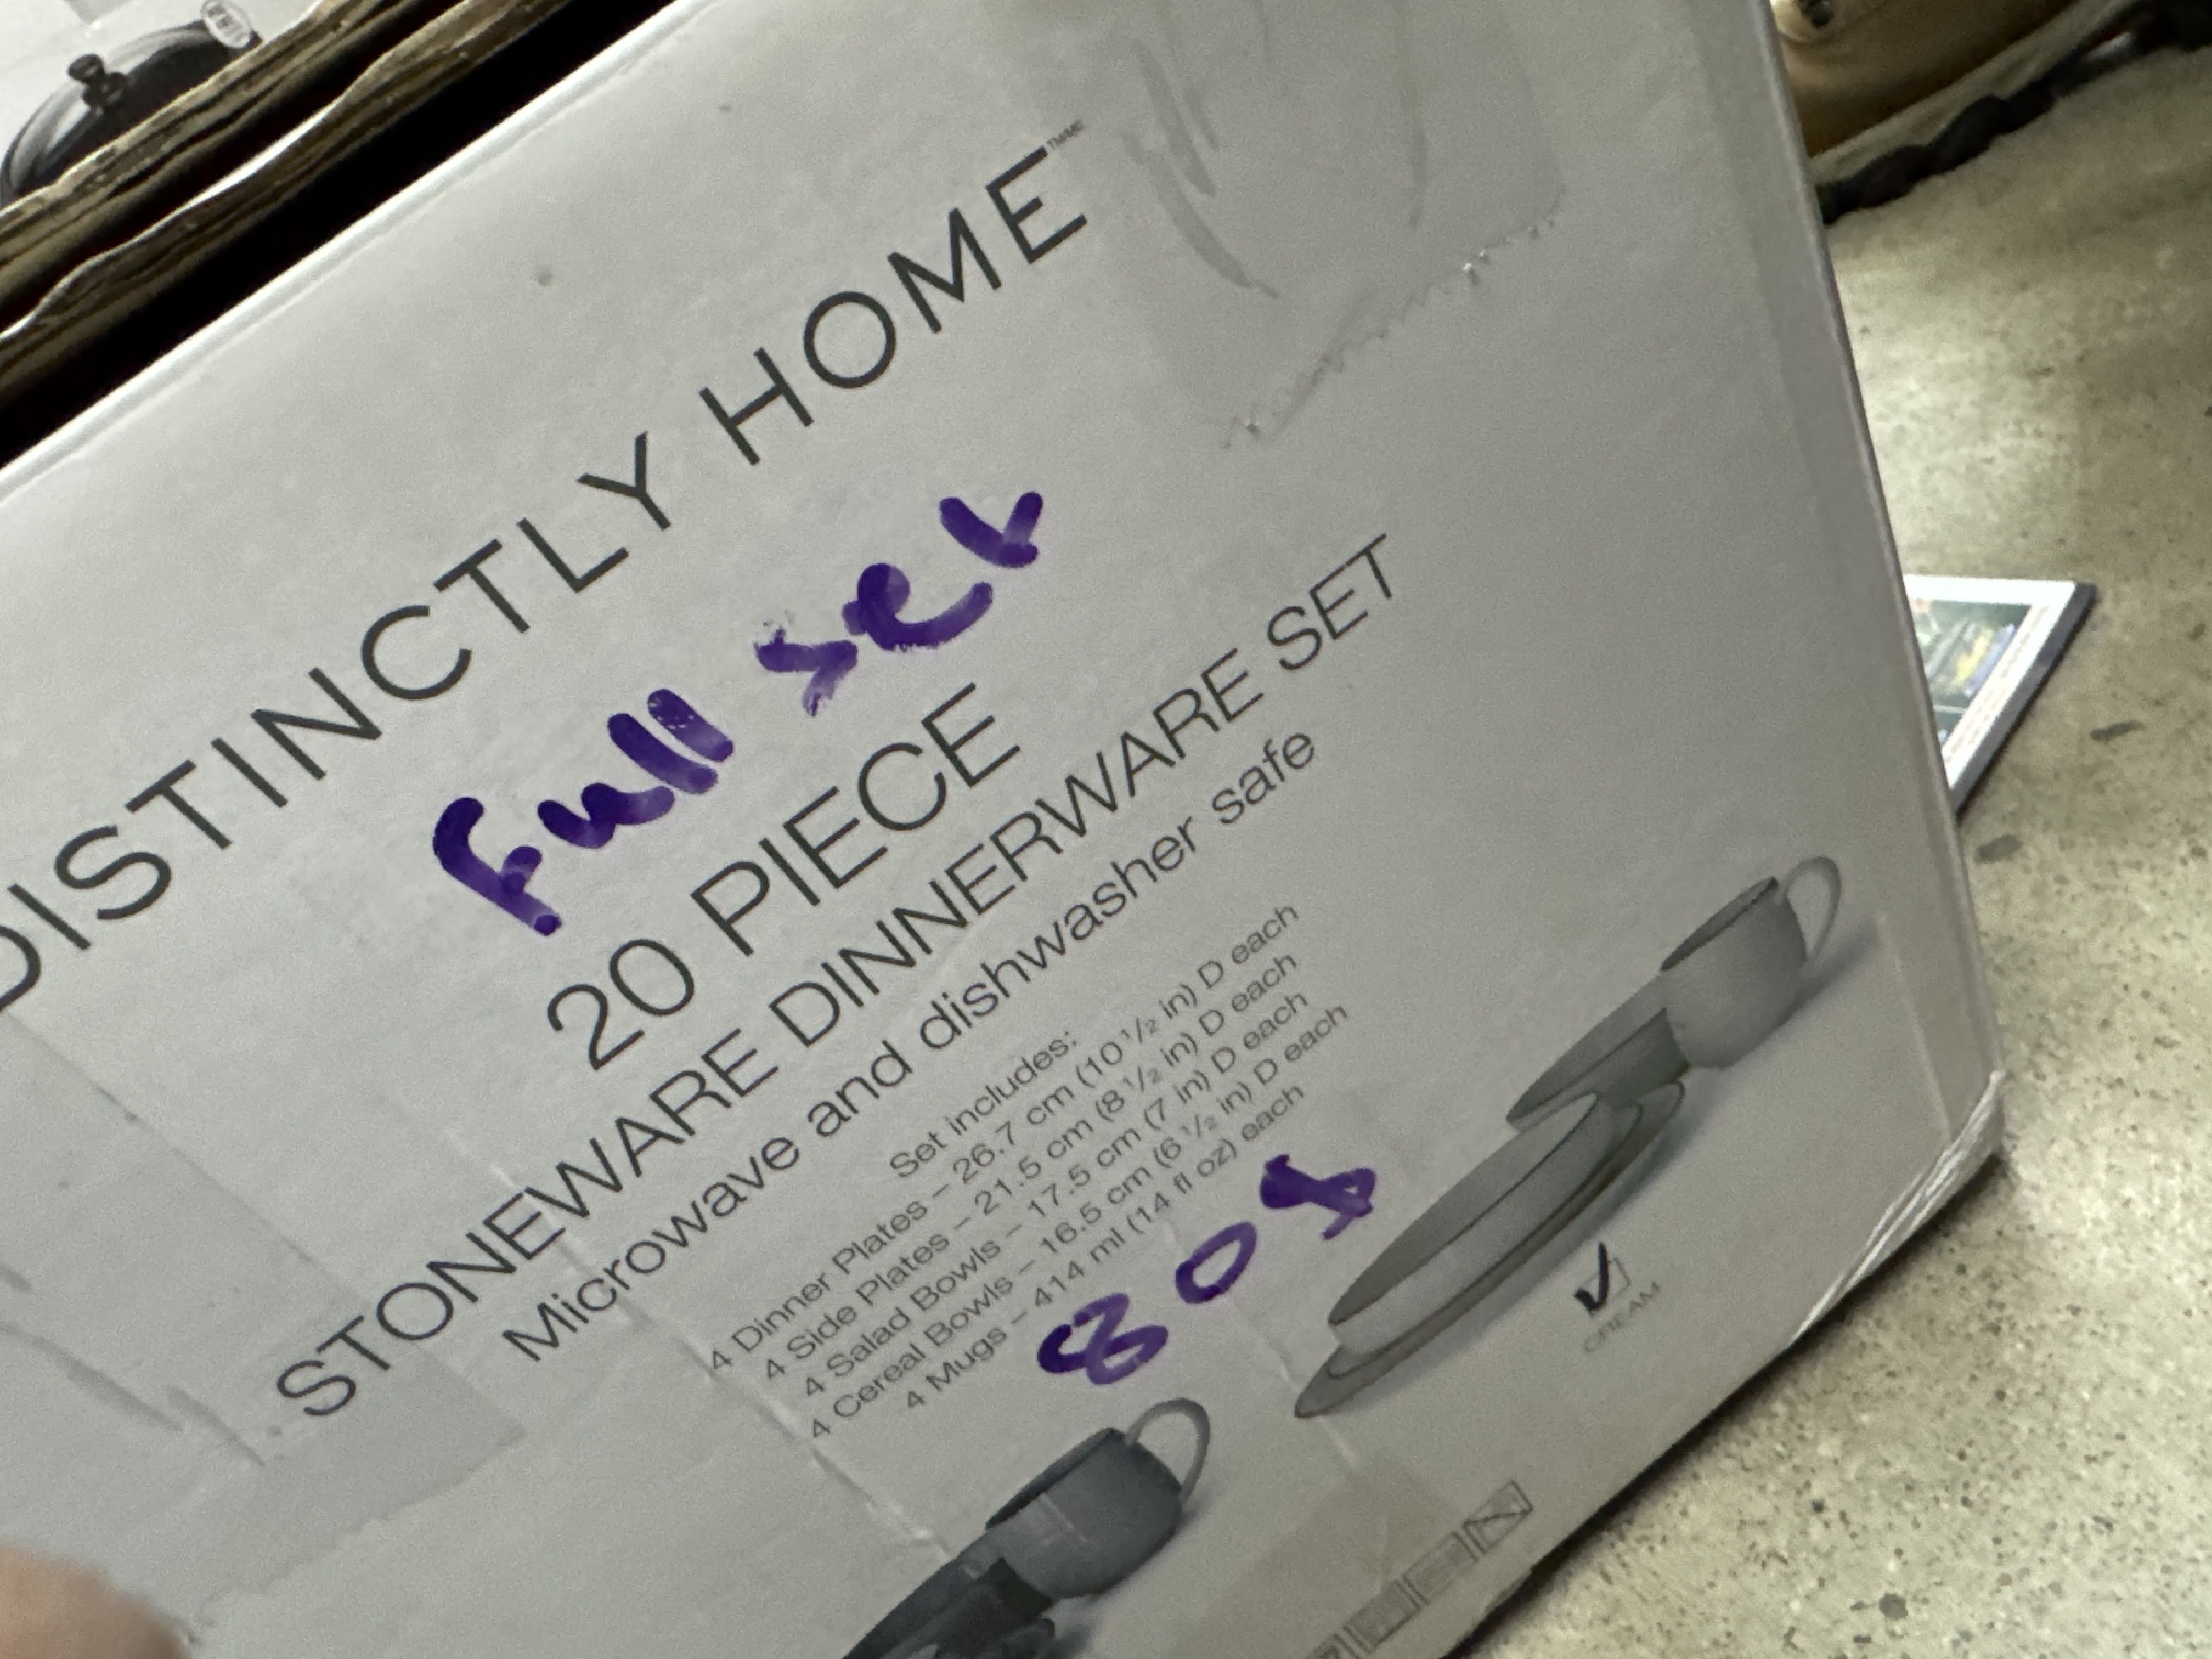 DISTINCTLY HOME™/MC
Full set
20 PIECE
STONEWARE DINNERWARE SET
Microwave and dishwasher safe
Set includes:
4 Dinner Plates – 26.7 cm (10 1/2 in) D each
4 Side Plates – 21.5 cm (8 1/2 in) D each
4 Salad Bowls – 17.5 cm (7 in) D each
4 Cereal Bowls – 16.5 cm (6 1/2 in) D each
4 Mugs – 414 ml (14 fl oz) each
80$
CREAM